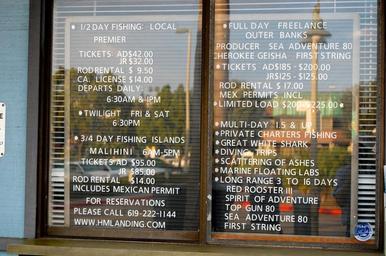 1/2 DAY FISHING: LOCAL
PREMIER
TICKETS AD $42.00
JR $32.00
ROD RENTAL $ 9.50
CA. LICENSE $14.00
DEPARTS DAILY
6:30AM & 1PM
TWILIGHT FRI & SAT
6:30PM
3/4 DAY FISHING ISLANDS
MALIHINI 6AM-5PM
TICKETS AD $95.00
JR $85.00
ROD RENTAL $14.00
INCLUDES MEXICAN PERMIT
FOR RESERVATIONS
PLEASE CALL 619-222-1144
WWW.HMLANDING.COM
FULL DAY FREELANCE
OUTER BANKS
PRODUCER SEA ADVENTURE 80
CHEROKEE GEISHA FIRST STRING
TICKETS AD $185 - $200.00
JR $125 - $125.00
ROD RENTAL $ 17.00
MEX. PERMITS INCL
LIMITED LOAD $200-$225.00
MULTI-DAY 1.5 & UP
PRIVATE CHARTERS FISHING
GREAT WHITE SHARK
DIVING TRIPS
SCATTERING OF ASHES
MARINE FLOATING LABS
LONG RANGE 3 TO 16 DAYS
RED ROOSTER III
SPIRIT OF ADVENTURE
TOP GUN 80
SEA ADVENTURE 80
FIRST STRING